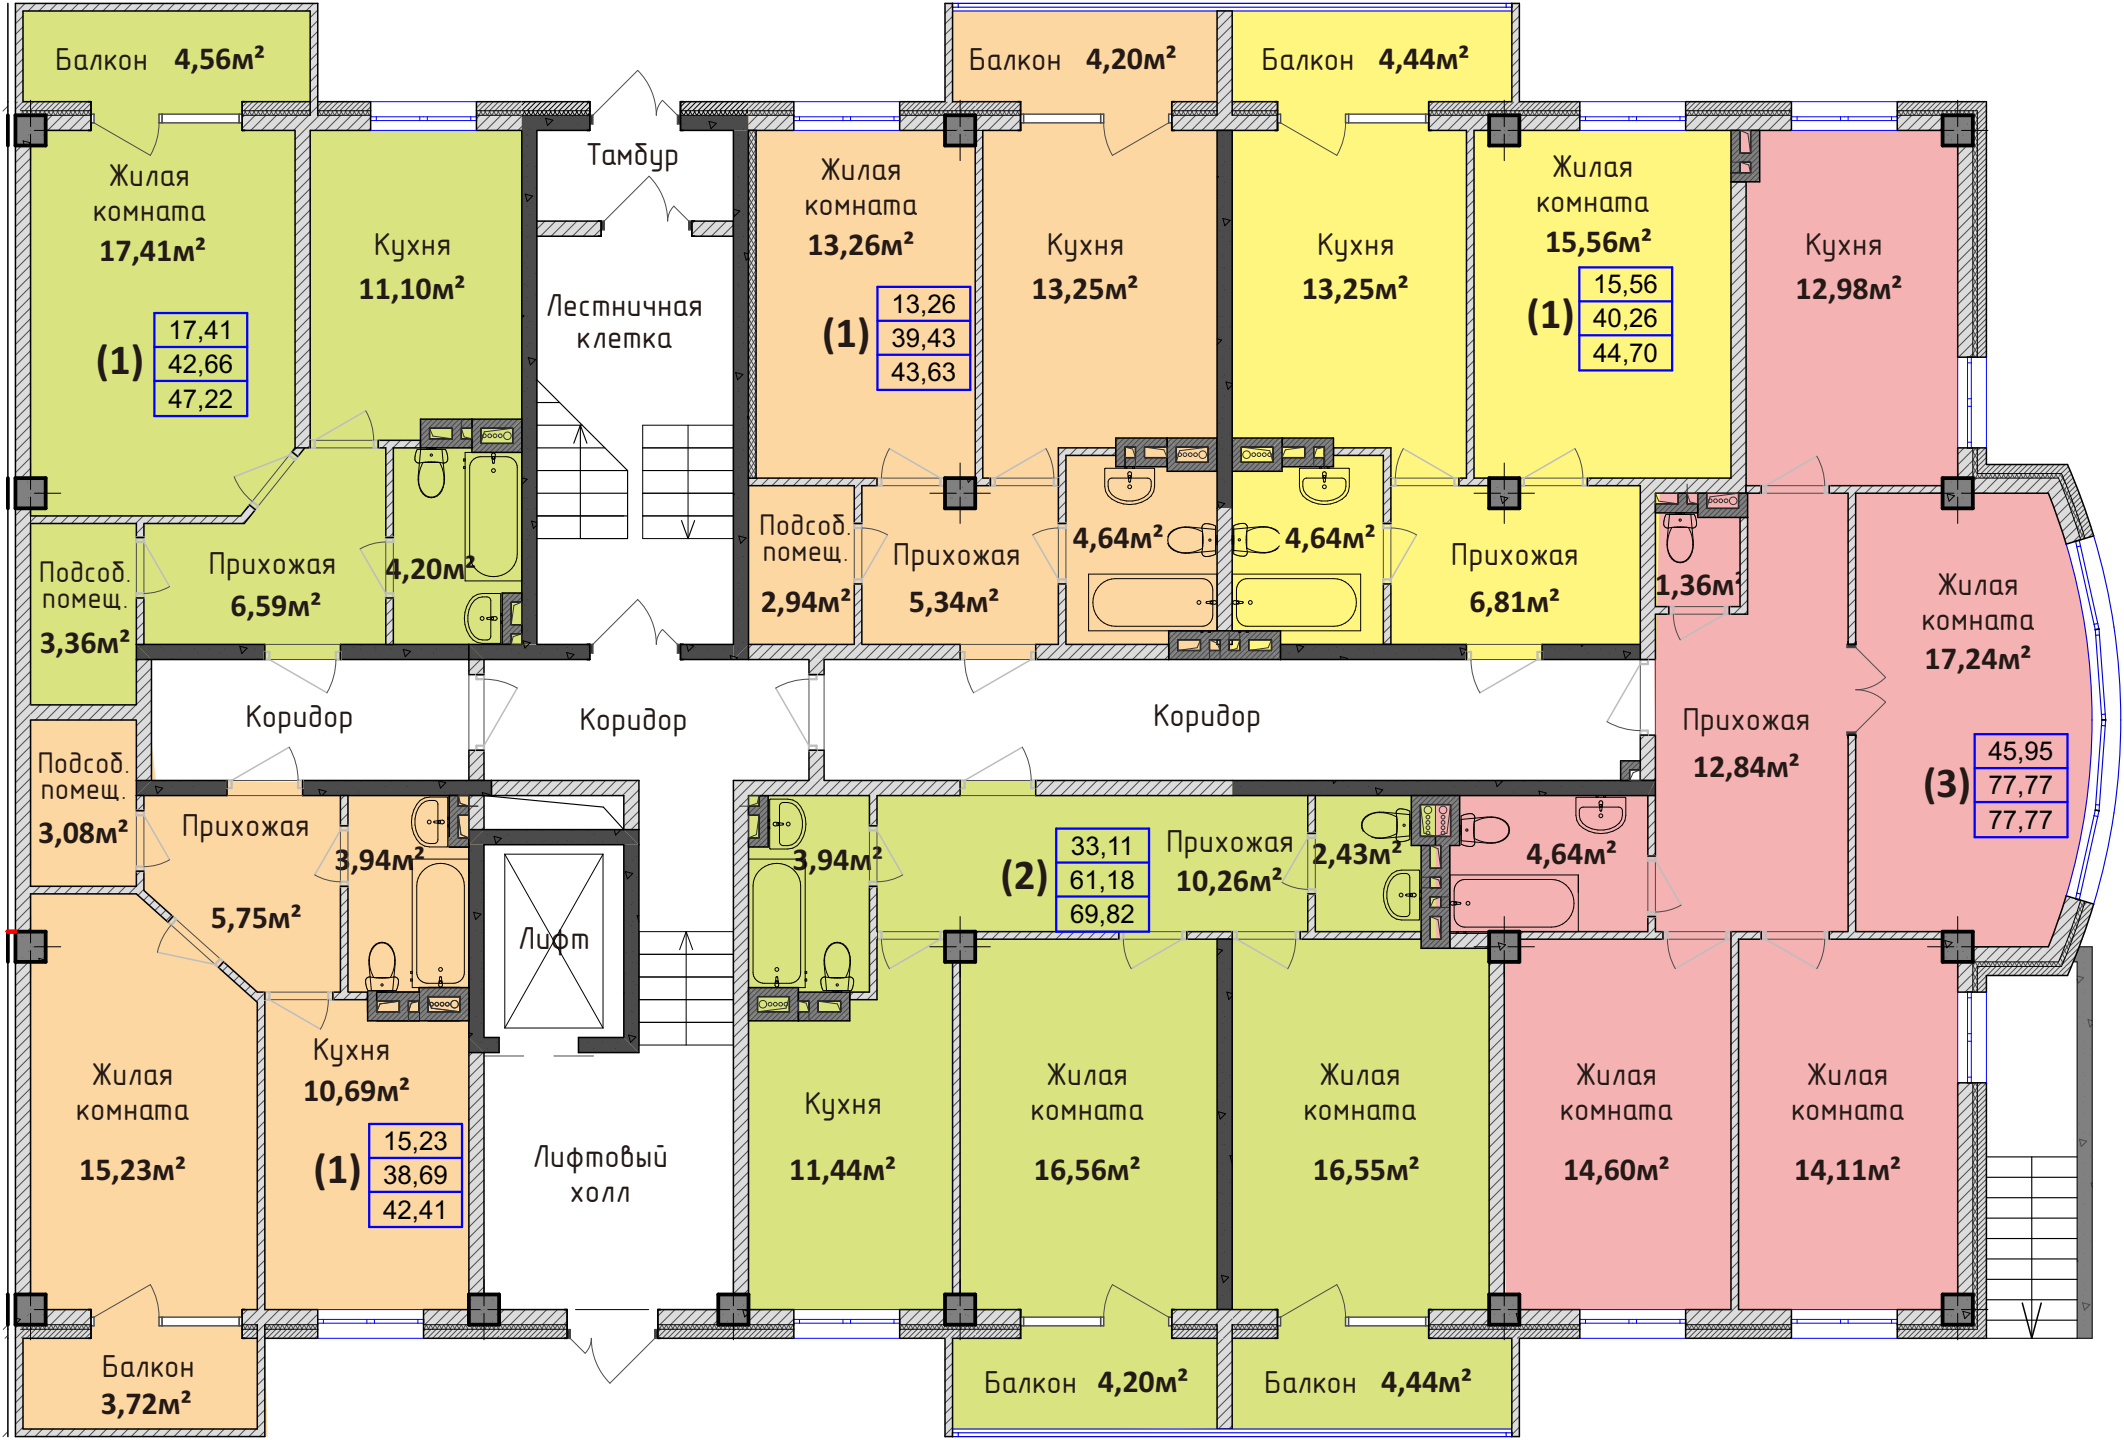 Балкон 4,56м²
Балкон 4,20м²
Балкон 4,44м²
Жилая
комната
17,41м²
(1)
17,41
42,66
47,22
Кухня
11,10м²
Тамбур
Лестничная
клетка
Жилая
комната
13,26м²
(1)
13,26
39,43
43,63
Кухня
13,25м²
Кухня
13,25м²
Жилая
комната
15,56м²
(1)
15,56
40,26
44,70
Кухня
12,98м²
Подсоб.
помещ.
3,36м²
Прихожая
6,59м²
4,20м²
Подсоб.
помещ.
2,94м²
Прихожая
5,34м²
4,64м²
4,64м²
Прихожая
6,81м²
1,36м²
Жилая
комната
17,24м²
(3)
45,95
77,77
77,77
Коридор
Коридор
Коридор
Прихожая
12,84м²
Подсоб.
помещ.
3,08м²
Прихожая
5,75м²
3,94м²
Лифт
3,94м²
(2)
33,11
61,18
69,82
Прихожая
10,26м²
2,43м²
4,64м²
Жилая
комната
15,23м²
Кухня
10,69м²
(1)
15,23
38,69
42,41
Лифтовый
холл
Кухня
11,44м²
Жилая
комната
16,56м²
Жилая
комната
16,55м²
Жилая
комната
14,60м²
Жилая
комната
14,11м²
Балкон
3,72м²
Балкон 4,20м²
Балкон 4,44м²